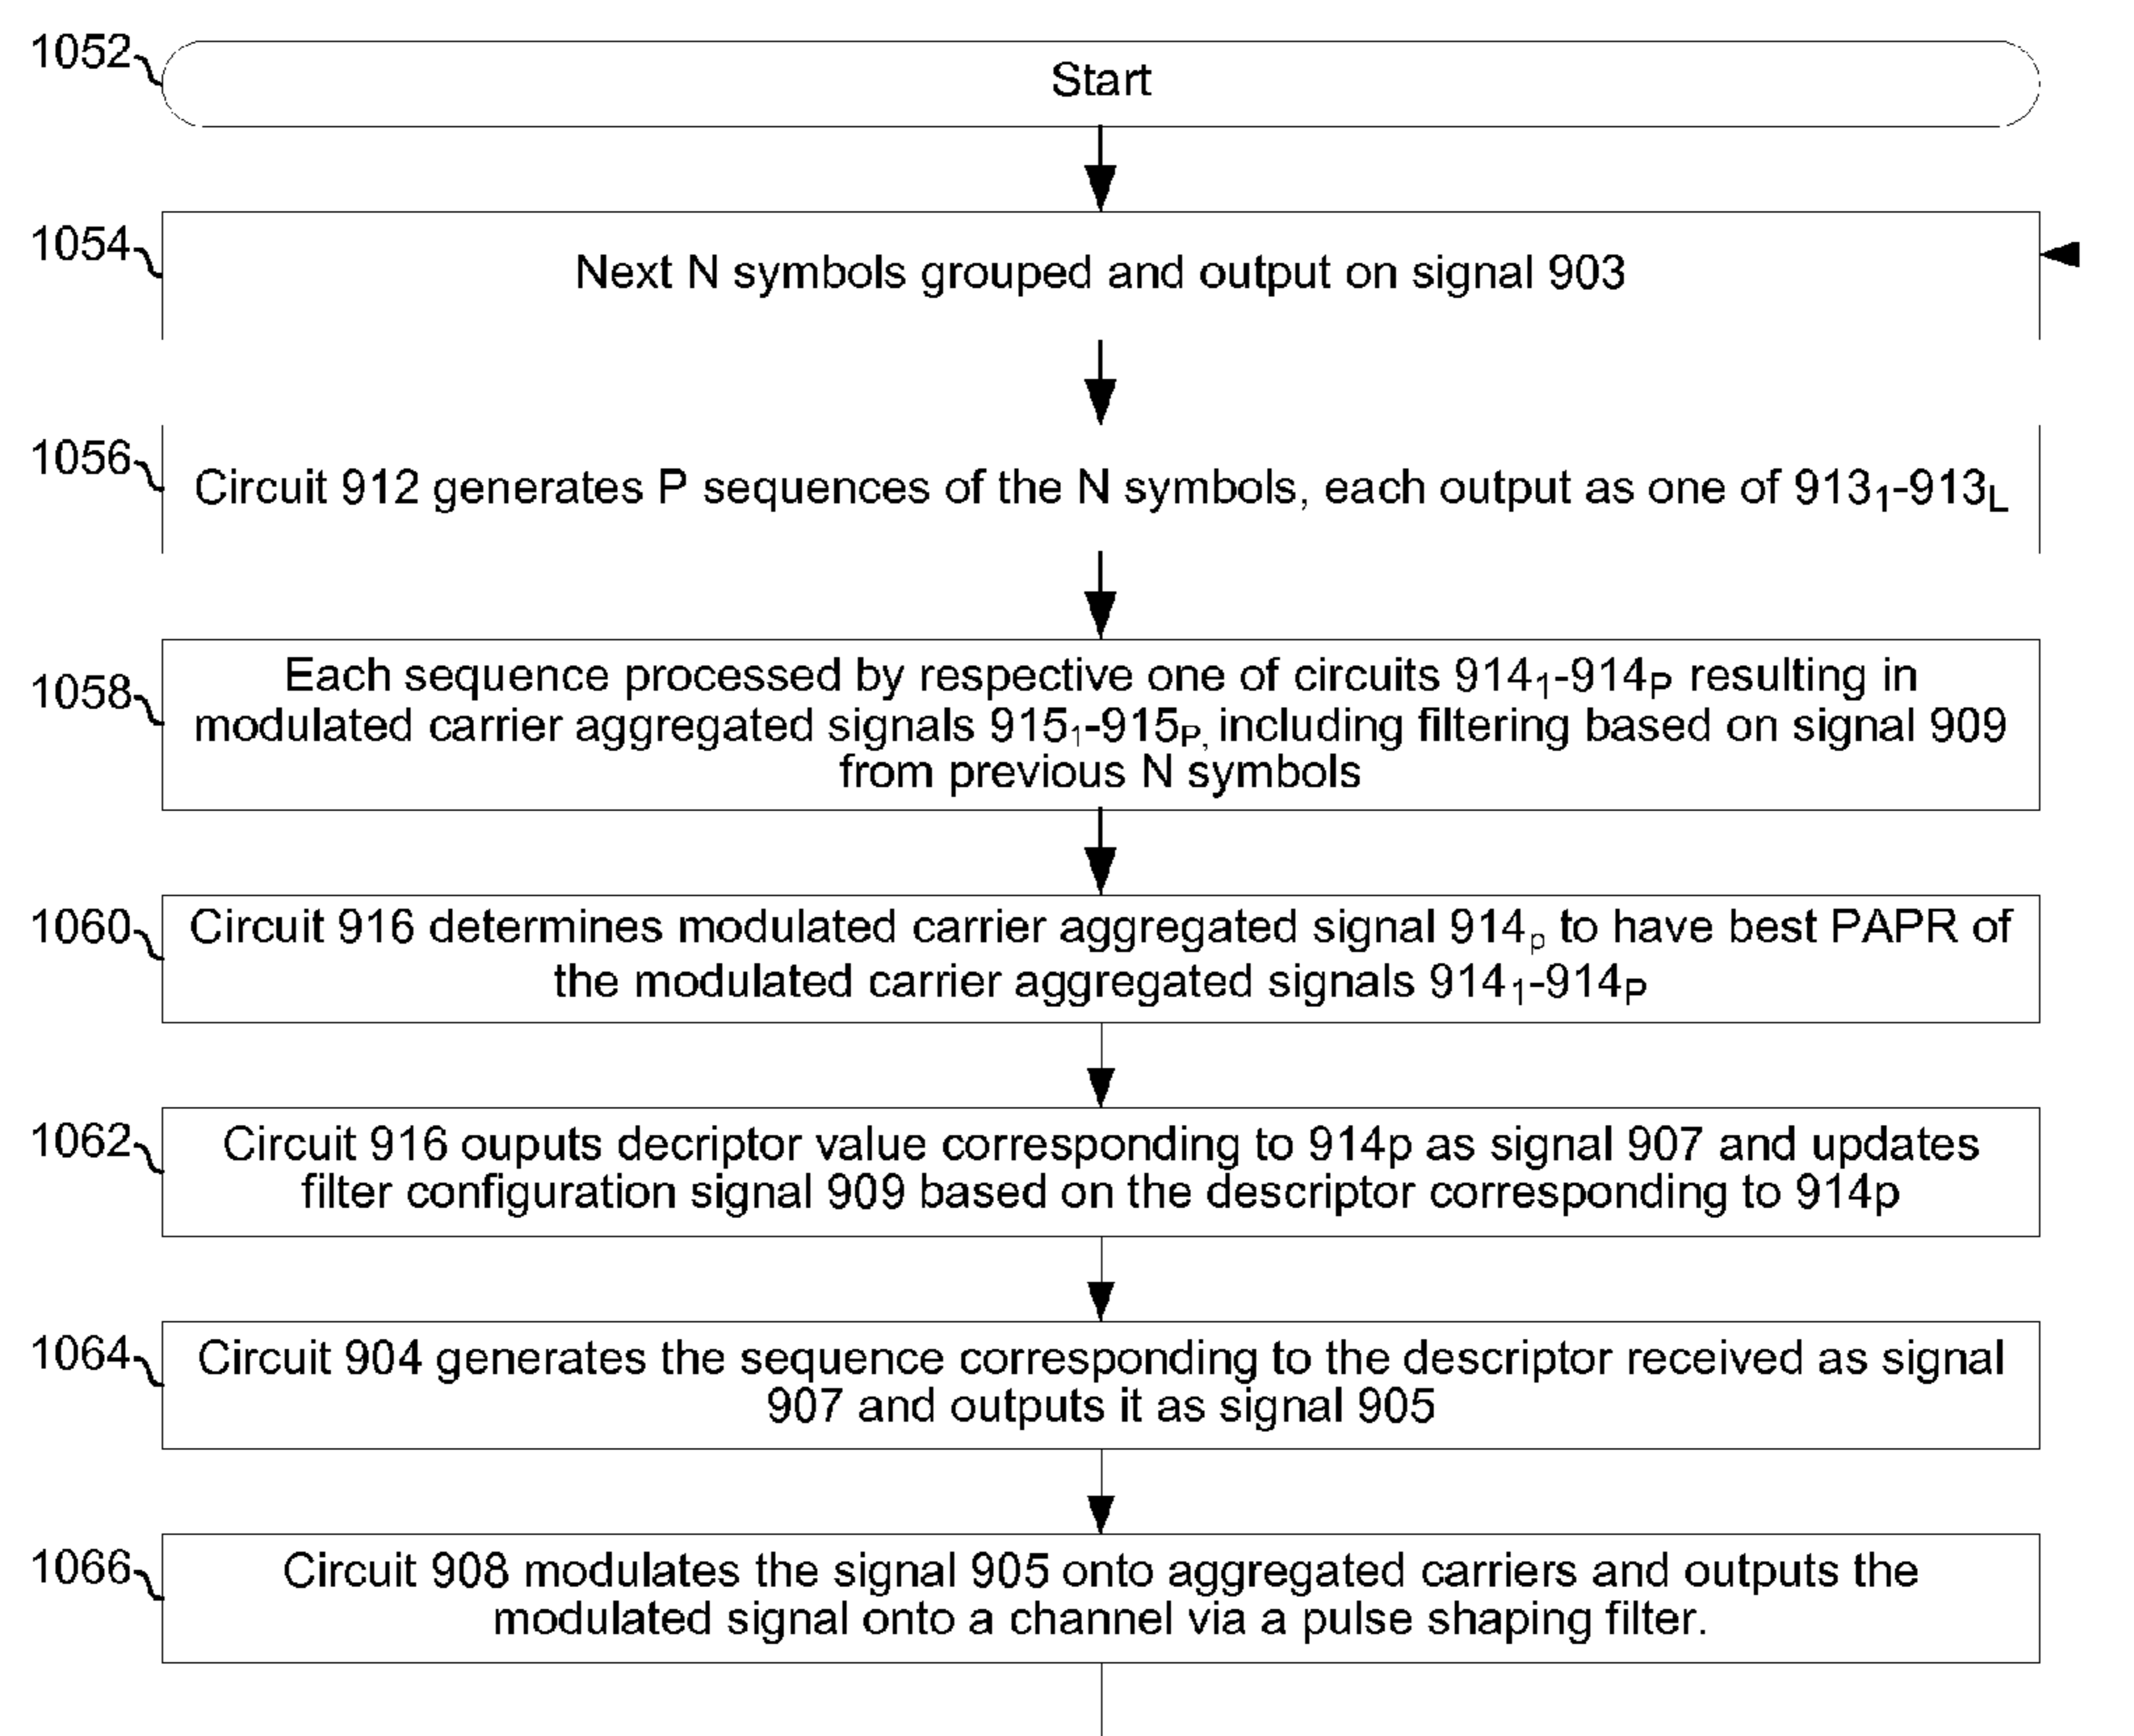 1052
Start
1054
Next N symbols grouped and output on signal 903
1056
Circuit 912 generates P sequences of the N symbols, each output as one of 913₁-913L
1058
Each sequence processed by respective one of circuits 914₁-914P resulting in
modulated carrier aggregated signals 915₁-915P, including filtering based on signal 909
from previous N symbols
1060
Circuit 916 determines modulated carrier aggregated signal 914p to have best PAPR of
the modulated carrier aggregated signals 914₁-914P
1062
Circuit 916 ouputs decriptor value corresponding to 914p as signal 907 and updates
filter configuration signal 909 based on the descriptor corresponding to 914p
1064
Circuit 904 generates the sequence corresponding to the descriptor received as signal
907 and outputs it as signal 905
1066
Circuit 908 modulates the signal 905 onto aggregated carriers and outputs the
modulated signal onto a channel via a pulse shaping filter.